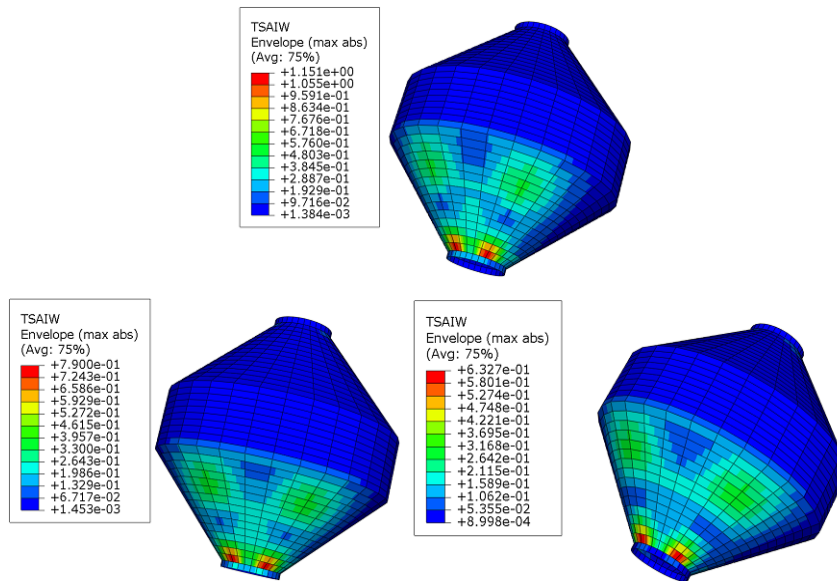 TSAIW
Envelope (max abs)
(Avg: 75%)
+1.151e+00
+1.055e+00
+9.591e-01
+8.634e-01
+7.676e-01
+6.718e-01
+5.760e-01
+4.803e-01
+3.845e-01
+2.887e-01
+1.929e-01
+9.716e-02
+1.384e-03
TSAIW
Envelope (max abs)
(Avg: 75%)
+7.900e-01
+7.243e-01
+6.586e-01
+5.929e-01
+5.272e-01
+4.615e-01
+3.957e-01
+3.300e-01
+2.643e-01
+1.986e-01
+1.329e-01
+6.717e-02
+1.453e-03
TSAIW
Envelope (max abs)
(Avg: 75%)
+6.327e-01
+5.801e-01
+5.274e-01
+4.748e-01
+4.221e-01
+3.695e-01
+3.168e-01
+2.642e-01
+2.115e-01
+1.589e-01
+1.062e-01
+5.355e-02
+8.998e-04